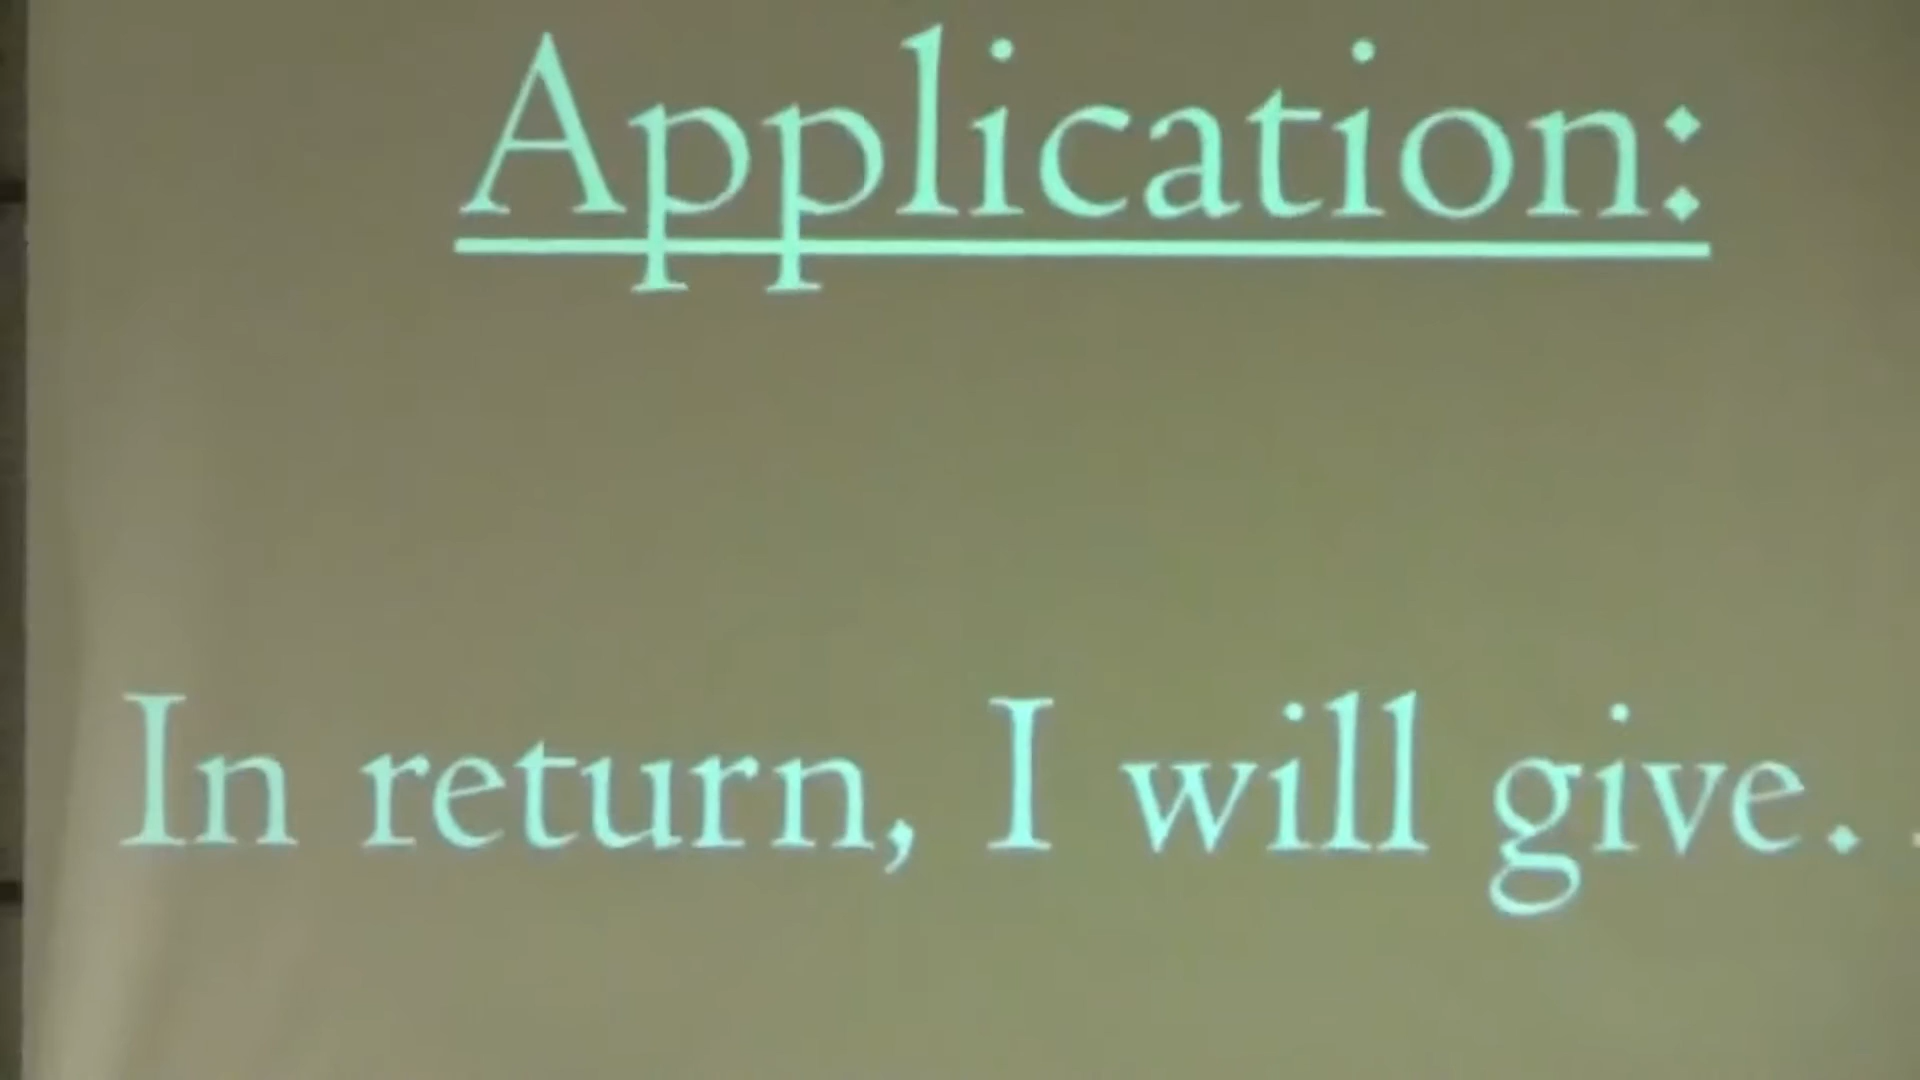 Application:
In return, I will give. .